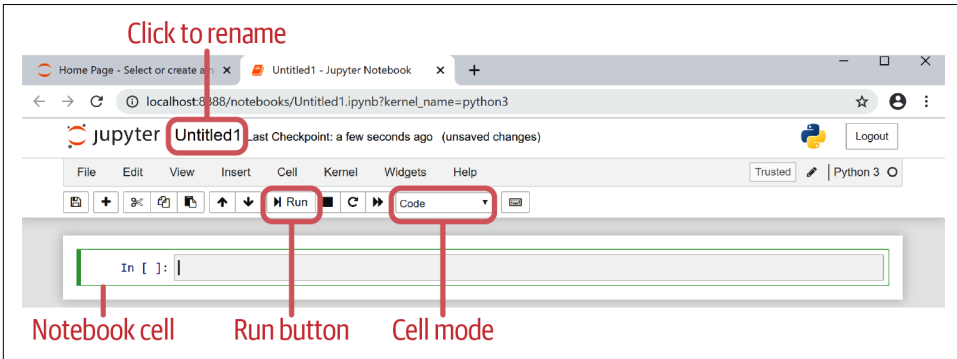 Click to rename
Home Page - Select or create a n
Untitled1 - Jupyter Notebook
localhost:8888/notebooks/Untitled1.ipynb?kernel_name=python3
jupyter Untitled1 Last Checkpoint: a few seconds ago (unsaved changes)
Logout
File Edit View Insert Cell Kernel Widgets Help
Trusted Python 3
Run Code
In [ ]:
Notebook cell Run button Cell mode